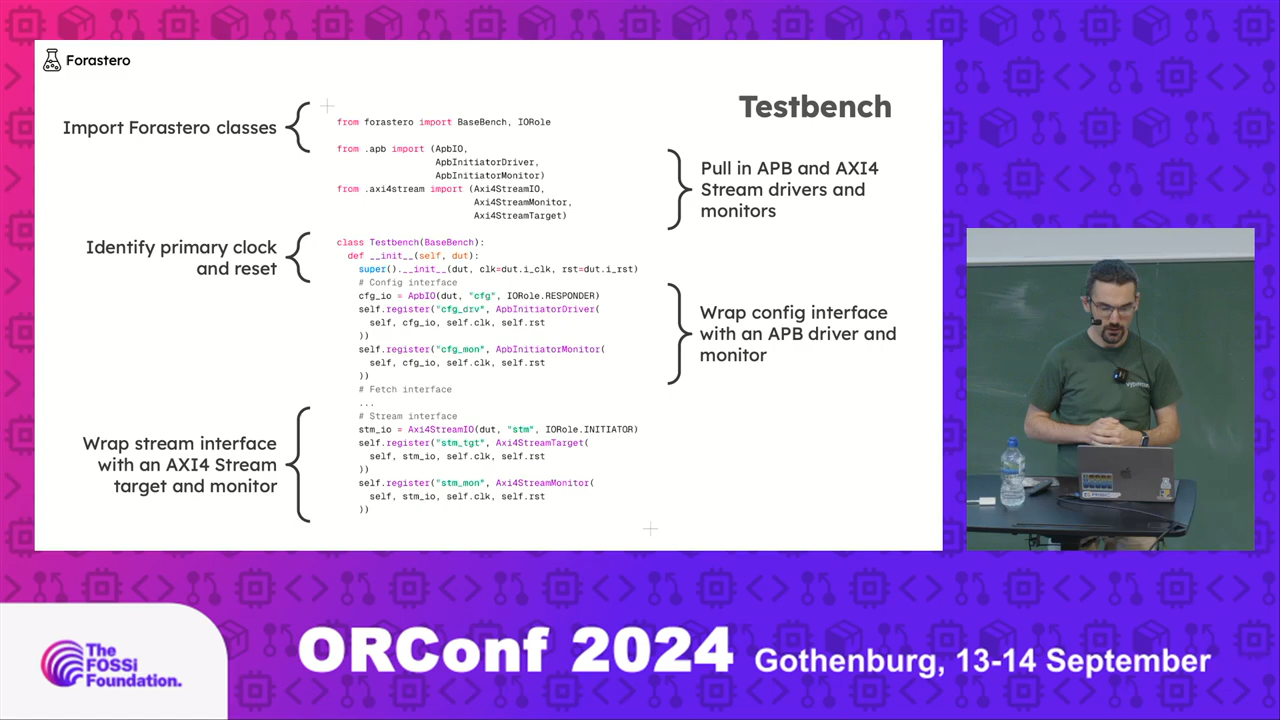 Forastero
Testbench
Import Forastero classes
from forastero import BaseBench, IORole
from .apb import (ApbIO,
ApbInitiatorDriver,
ApbInitiatorMonitor)
from .axi4stream import (Axi4StreamIO,
Axi4StreamMonitor,
Axi4StreamTarget)
Pull in APB and AXI4
Stream drivers and
monitors
Identify primary clock
and reset
class Testbench(BaseBench):
def __init__(self, dut):
super().__init__(dut, clk=dut.i_clk, rst=dut.i_rst)
# Config interface
cfg_io = ApbIO(dut, "cfg", IORole.RESPONDER)
self.register("cfg_drv", ApbInitiatorDriver(
self, cfg_io, self.clk, self.rst
))
self.register("cfg_mon", ApbInitiatorMonitor(
self, cfg_io, self.clk, self.rst
))
Wrap config interface
with an APB driver and
monitor
# Fetch interface
...
# Stream interface
stm_io = Axi4StreamIO(dut, "stm", IORole.INITIATOR)
self.register("stm_tgt", Axi4StreamTarget(
self, stm_io, self.clk, self.rst
))
self.register("stm_mon", Axi4StreamMonitor(
self, stm_io, self.clk, self.rst
))
Wrap stream interface
with an AXI4 Stream
target and monitor
The
FOSSi
Foundation.
ORConf 2024 Gothenburg, 13-14 September